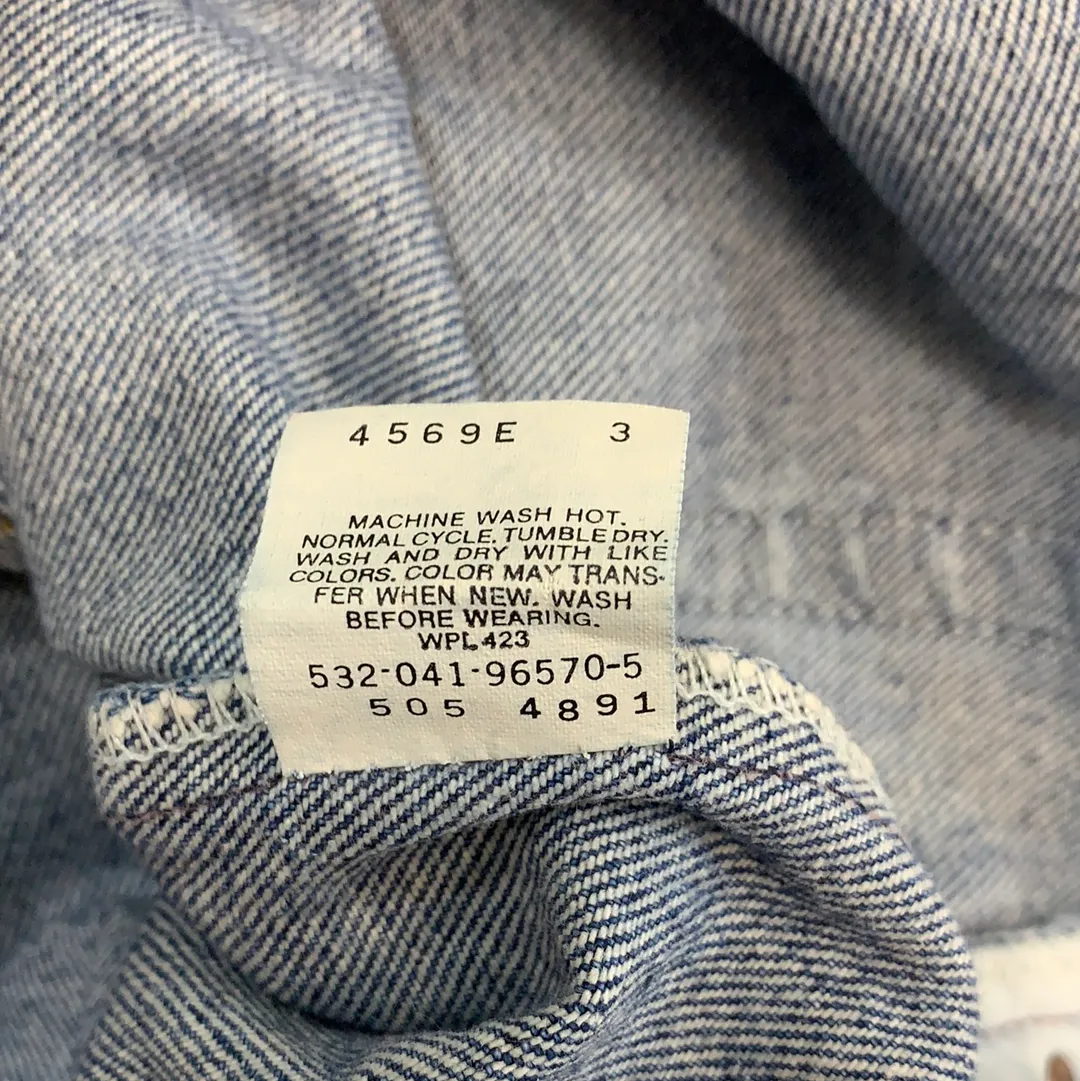 4569E 3
MACHINE WASH HOT.
NORMAL CYCLE. TUMBLE DRY.
WASH AND DRY WITH LIKE
COLORS. COLOR MAY TRANS-
FER WHEN NEW. WASH
BEFORE WEARING.
WPL 423
532-041-96570-5
505 4891